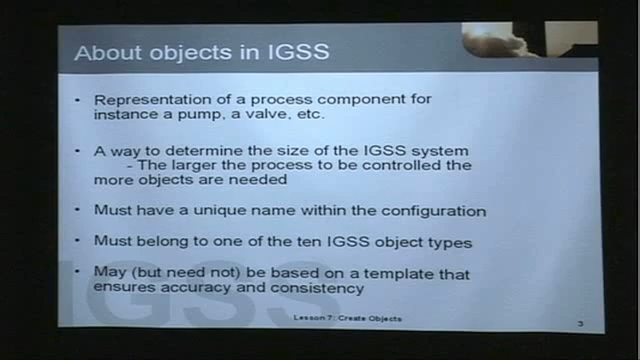 About objects in IGSS
• Representation of a process component for
instance a pump, a valve, etc.
• A way to determine the size of the IGSS system
- The larger the process to be controlled the
more objects are needed
• Must have a unique name within the configuration
• Must belong to one of the ten IGSS object types
• May (but need not) be based on a template that
ensures accuracy and consistency
IGSS
Lesson 7: Create Objects
3